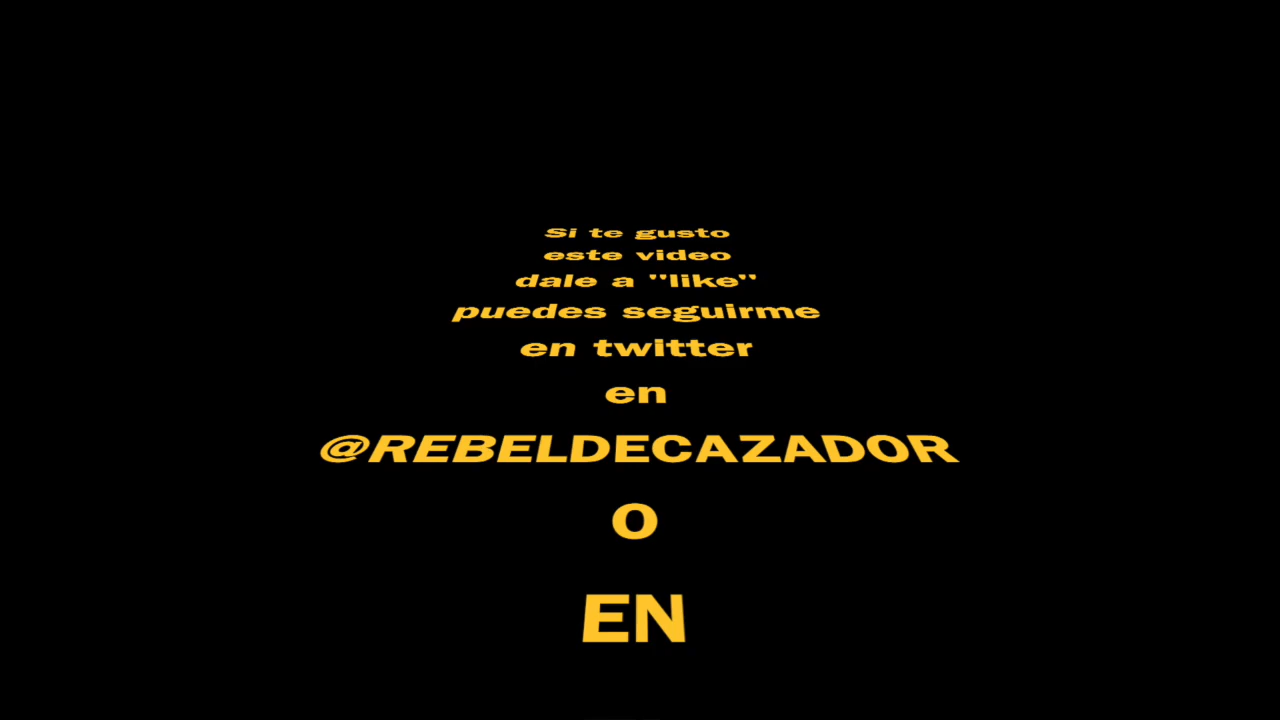 Si te gusto
este video
dale a "like"
puedes seguirme
en twitter
en
@REBELDECAZADOR
O
EN